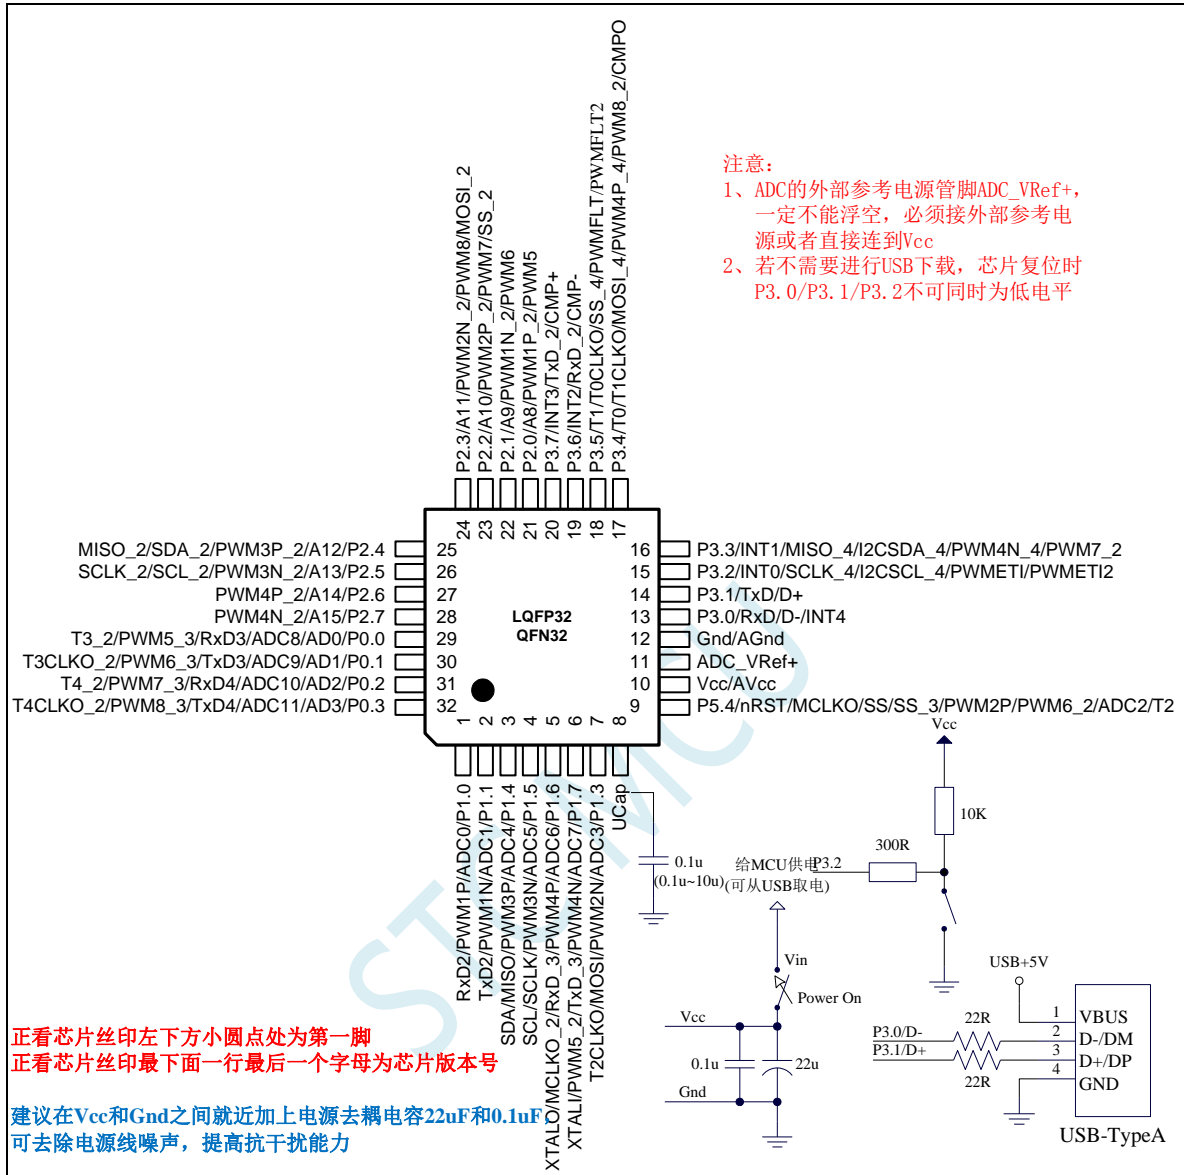 P2.3/A11/PWM2N_2/PWM8/MOSI_2
P2.2/A10/PWM2P_2/PWM7/SS_2
P2.1/A9/PWM1N_2/PWM6
P2.0/A8/PWM1P_2/PWM5
P3.7/INT3/TxD_2/CMP+
P3.6/INT2/RxD_2/CMP-
P3.5/T1/T0CLKO/SS_4/PWMFLT/PWMFLT2
P3.4/T0/T1CLKO/MOSI_4/PWM4P_4/PWM8_2/CMPO
注意:
1、ADC的外部参考电源管脚ADC_VRef+,
一定不能浮空，必须接外部参考电
源或者直接连到Vcc
2、若不需要进行USB下载，芯片复位时
P3.0/P3.1/P3.2不可同时为低电平
24 23 22 21 20 19 18 17
MISO_2/SDA_2/PWM3P_2/A12/P2.4 25
SCLK_2/SCL_2/PWM3N_2/A13/P2.5 26
PWM4P_2/A14/P2.6 27
PWM4N_2/A15/P2.7 28
T3_2/PWM5_3/RxD3/ADC8/AD0/P0.0 29
T3CLKO_2/PWM6_3/TxD3/ADC9/AD1/P0.1 30
T4_2/PWM7_3/RxD4/ADC10/AD2/P0.2 31
T4CLKO_2/PWM8_3/TxD4/ADC11/AD3/P0.3 32
LQFP32
QFN32
16 P3.3/INT1/MISO_4/I2CSDA_4/PWM4N_4/PWM7_2
15 P3.2/INT0/SCLK_4/I2CSCL_4/PWMETI/PWMETI2
14 P3.1/TxD/D+
13 P3.0/RxD/D-/INT4
12 Gnd/AGnd
11 ADC_VRef+
10 Vcc/AVcc
9 P5.4/nRST/MCLKO/SS/SS_3/PWM2P/PWM6_2/ADC2/T2
1 2 3 4 5 6 7 8
RxD2/PWM1P/ADC0/P1.0
TxD2/PWM1N/ADC1/P1.1
SDA/MISO/PWM3P/ADC4/P1.4
SCL/SCLK/PWM3N/ADC5/P1.5
XTALO/MCLKO_2/RxD_3/PWM4P/ADC6/P1.6
XTALI/PWM5_2/TxD_3/PWM4N/ADC7/P1.7
T2CLKO/MOSI/PWM2N/ADC3/P1.3
UCap
0.1u
(0.1u~10u)
Vcc
10K
300R
P3.2
给MCU供电
(可从USB取电)
Vin
Power On
Vcc
0.1u
22u
Gnd
USB+5V
P3.0/D-
22R
P3.1/D+
22R
1 VBUS
2 D-/DM
3 D+/DP
4 GND
USB-TypeA
STC MCU
正看芯片丝印左下方小圆点处为第一脚
正看芯片丝印最下面一行最后一个字母为芯片版本号
建议在Vcc和Gnd之间就近加上电源去耦电容22uF和0.1uF，
可去除电源线噪声，提高抗干扰能力